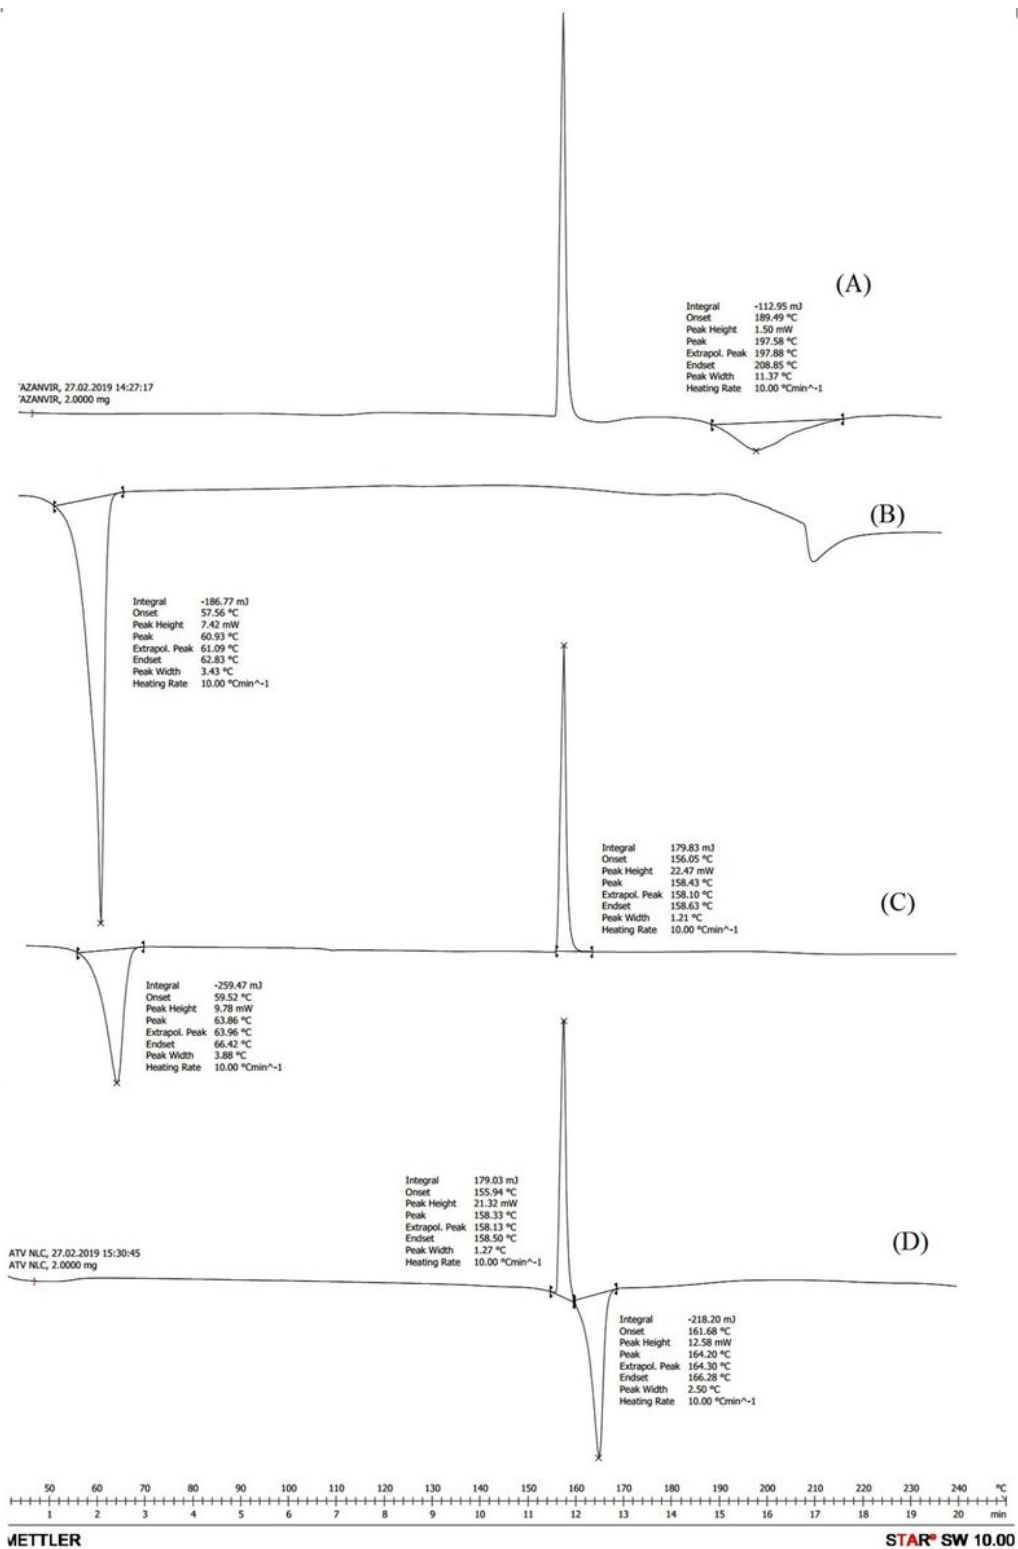 (A)
Integral -112.95 mJ
Onset 189.49 °C
Peak Height 1.50 mW
Peak 197.58 °C
Extrapol. Peak 197.88 °C
Endset 208.85 °C
Peak Width 11.37 °C
Heating Rate 10.00 °Cmin^-1
'AZANVIR, 27.02.2019 14:27:17
'AZANVIR, 2.0000 mg
(B)
Integral -186.77 mJ
Onset 57.56 °C
Peak Height 7.42 mW
Peak 60.93 °C
Extrapol. Peak 61.09 °C
Endset 62.83 °C
Peak Width 3.43 °C
Heating Rate 10.00 °Cmin^-1
Integral 179.83 mJ
Onset 156.05 °C
Peak Height 22.47 mW
Peak 158.43 °C
Extrapol. Peak 158.10 °C
Endset 158.63 °C
Peak Width 1.21 °C
Heating Rate 10.00 °Cmin^-1
(C)
Integral -259.47 mJ
Onset 59.52 °C
Peak Height 9.78 mW
Peak 63.86 °C
Extrapol. Peak 63.96 °C
Endset 66.42 °C
Peak Width 3.88 °C
Heating Rate 10.00 °Cmin^-1
Integral 179.03 mJ
Onset 155.94 °C
Peak Height 21.32 mW
Peak 158.33 °C
Extrapol. Peak 158.13 °C
Endset 158.50 °C
Peak Width 1.27 °C
Heating Rate 10.00 °Cmin^-1
(D)
ATV NLC, 27.02.2019 15:30:45
ATV NLC, 2.0000 mg
Integral -218.20 mJ
Onset 161.68 °C
Peak Height 12.58 mW
Peak 164.20 °C
Extrapol. Peak 164.30 °C
Endset 166.28 °C
Peak Width 2.50 °C
Heating Rate 10.00 °Cmin^-1
50 60 70 80 90 100 110 120 130 140 150 160 170 180 190 200 210 220 230 240 °C
1 2 3 4 5 6 7 8 9 10 11 12 13 14 15 16 17 18 19 20 min
METTLER
STARe SW 10.00